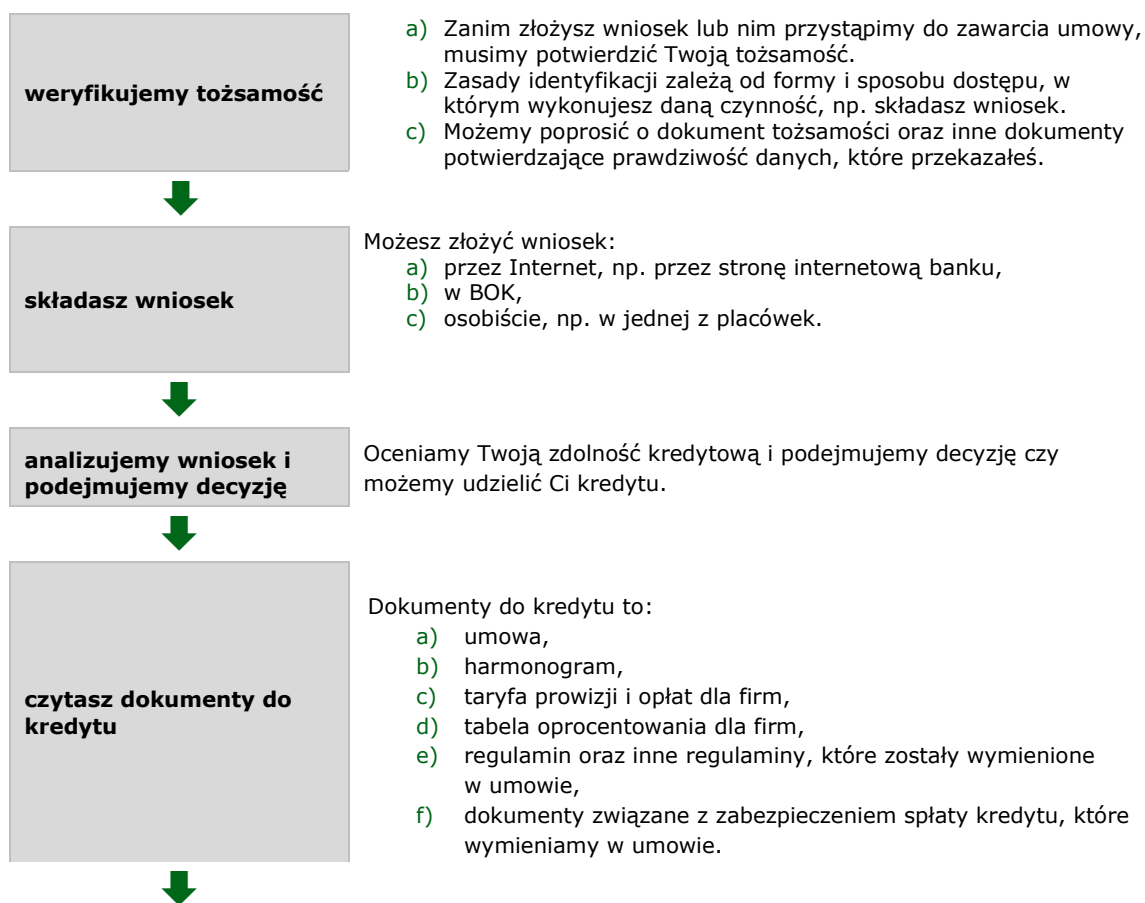 weryfikujemy tożsamość
a) Zanim złożysz wniosek lub nim przystąpimy do zawarcia umowy,
musimy potwierdzić Twoją tożsamość.
b) Zasady identyfikacji zależą od formy i sposobu dostępu, w
którym wykonujesz daną czynność, np. składasz wniosek.
c) Możemy poprosić o dokument tożsamości oraz inne dokumenty
potwierdzające prawdziwość danych, które przekazałeś.
składasz wniosek
Możesz złożyć wniosek:
a) przez Internet, np. przez stronę internetową banku,
b) w BOK,
c) osobiście, np. w jednej z placówek.
analizujemy wniosek i
podejmujemy decyzję
Oceniamy Twoją zdolność kredytową i podejmujemy decyzję czy
możemy udzielić Ci kredytu.
czytasz dokumenty do
kredytu
Dokumenty do kredytu to:
a) umowa,
b) harmonogram,
c) taryfa prowizji i opłat dla firm,
d) tabela oprocentowania dla firm,
e) regulamin oraz inne regulaminy, które zostały wymienione
w umowie,
f) dokumenty związane z zabezpieczeniem spłaty kredytu, które
wymieniamy w umowie.